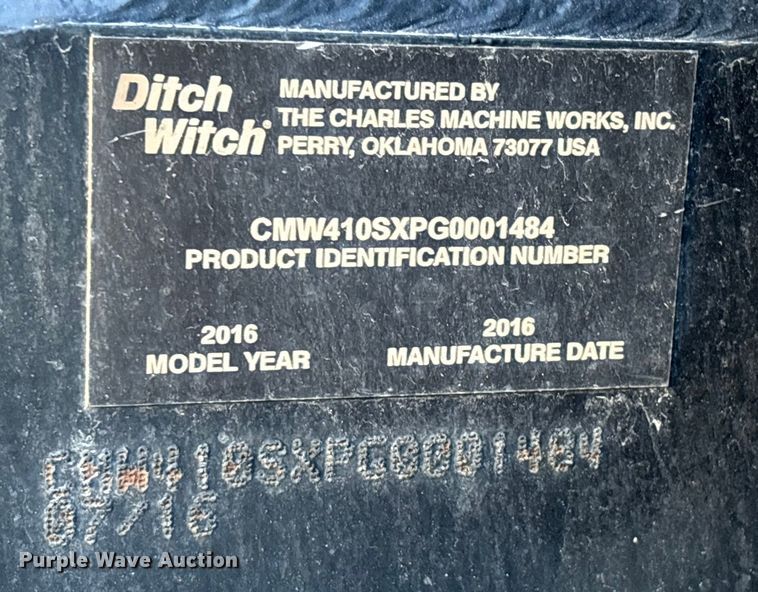 Ditch Witch®
MANUFACTURED BY
THE CHARLES MACHINE WORKS, INC.
PERRY, OKLAHOMA 73077 USA
CMW410SXPG0001484
PRODUCT IDENTIFICATION NUMBER
2016
MODEL YEAR
2016
MANUFACTURE DATE
CMW410SXPG0001484
07/16
Purple Wave Auction